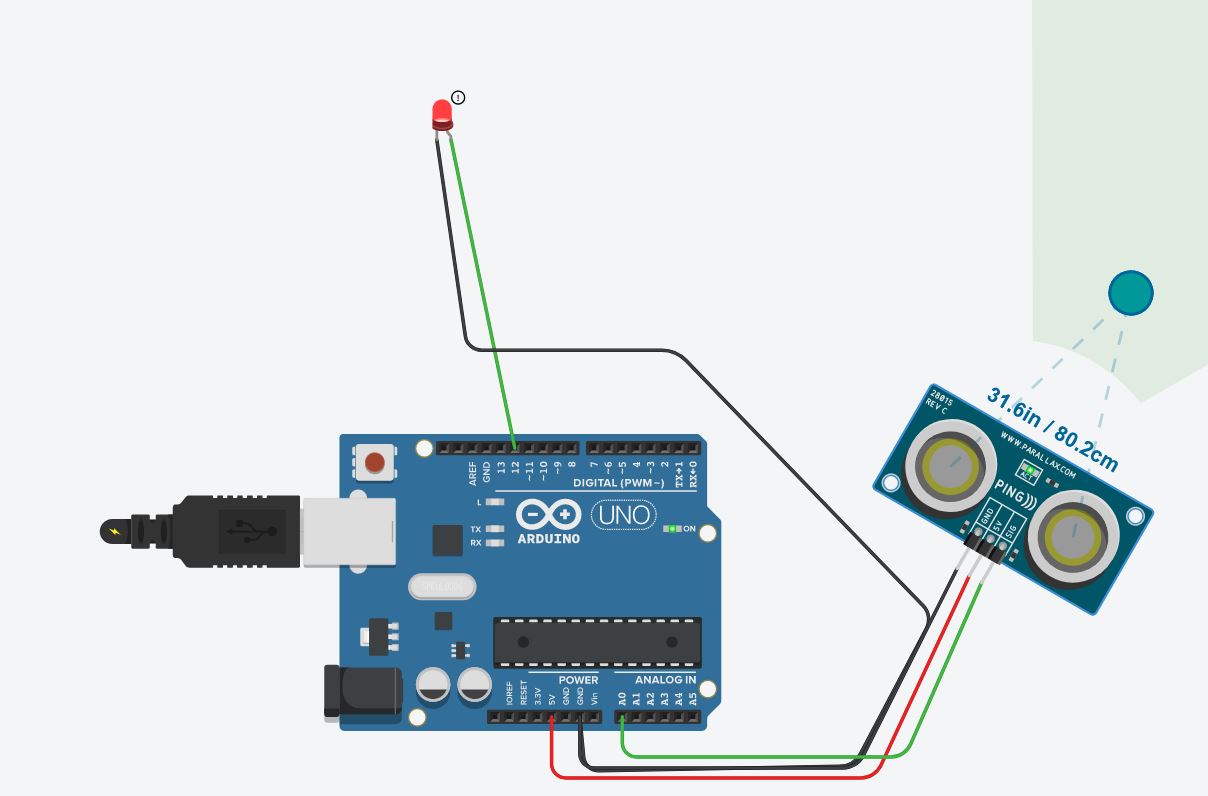 !
31.6in / 80.2cm
28015
REV C
WWW.PARALLAX.COM
ACT
PING)))
GND
5V
SIG
AREF
GND
13
12
~11
~10
~9
8
7
~6
~5
4
~3
2
TX→1
RX←0
DIGITAL (PWM~)
L
TX
RX
UNO
ARDUINO
ON
POWER
ANALOG IN
IOREF
RESET
3.3V
5V
GND
GND
Vin
A0
A1
A2
A3
A4
A5